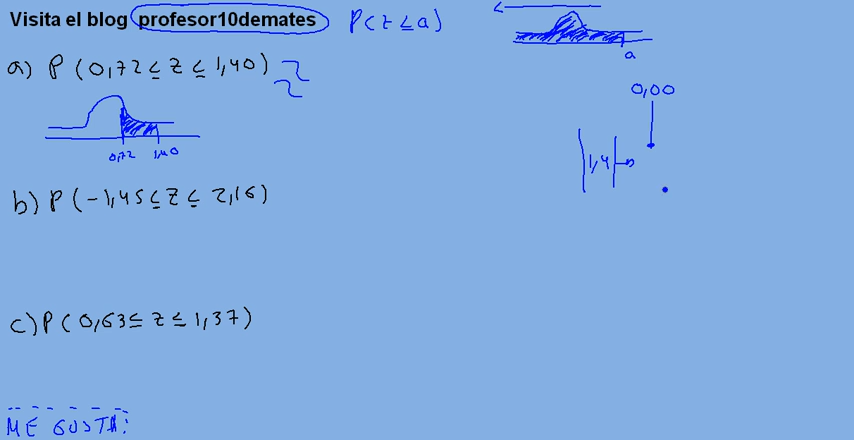 Visita el blog profesor10demates P(z ≤ a)
a
a) P(0,72 ≤ z ≤ 1,40)
0,00
1,4
0,72 1,40
b) P(-1,45 ≤ z ≤ 2,16)
c) P(0,63 ≤ z ≤ 1,37)
ME GUSTA!